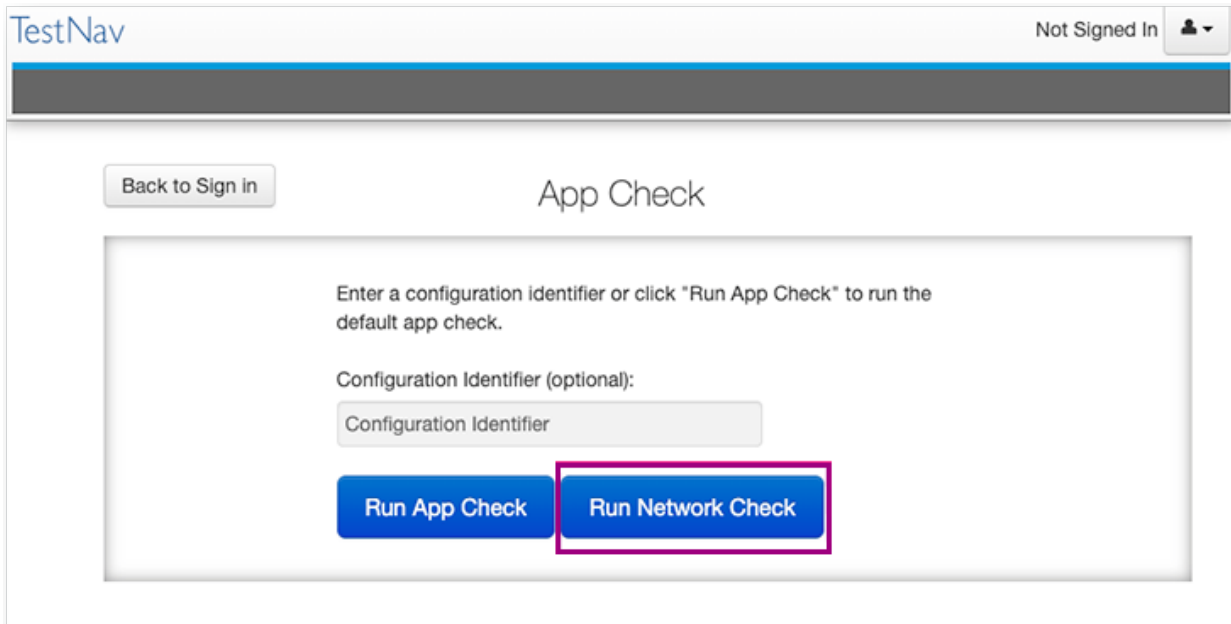 TestNav
Not Signed In
Back to Sign in
App Check
Enter a configuration identifier or click "Run App Check" to run the
default app check.
Configuration Identifier (optional):
Configuration Identifier
Run App Check
Run Network Check